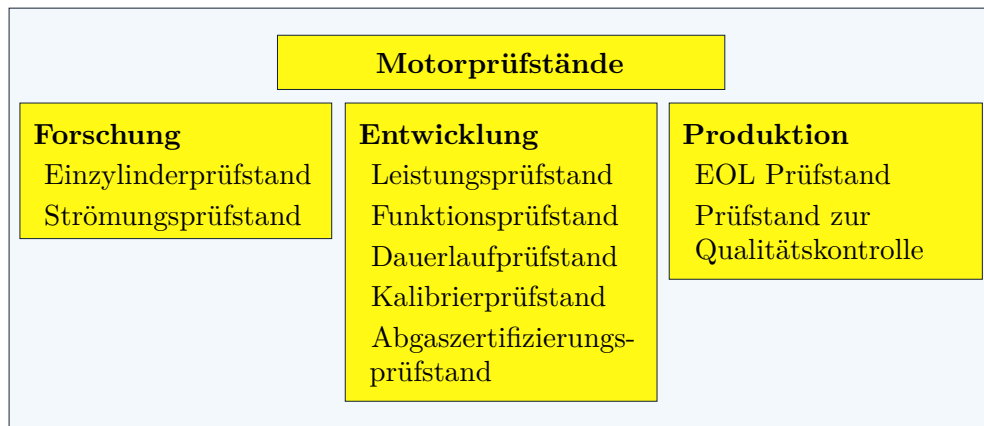 Motorprüfstände
Forschung
Einzylinderprüfstand
Strömungsprüfstand
Entwicklung
Leistungsprüfstand
Funktionsprüfstand
Dauerlaufprüfstand
Kalibrierprüfstand
Abgaszertifizierungs-
prüfstand
Produktion
EOL Prüfstand
Prüfstand zur
Qualitätskontrolle